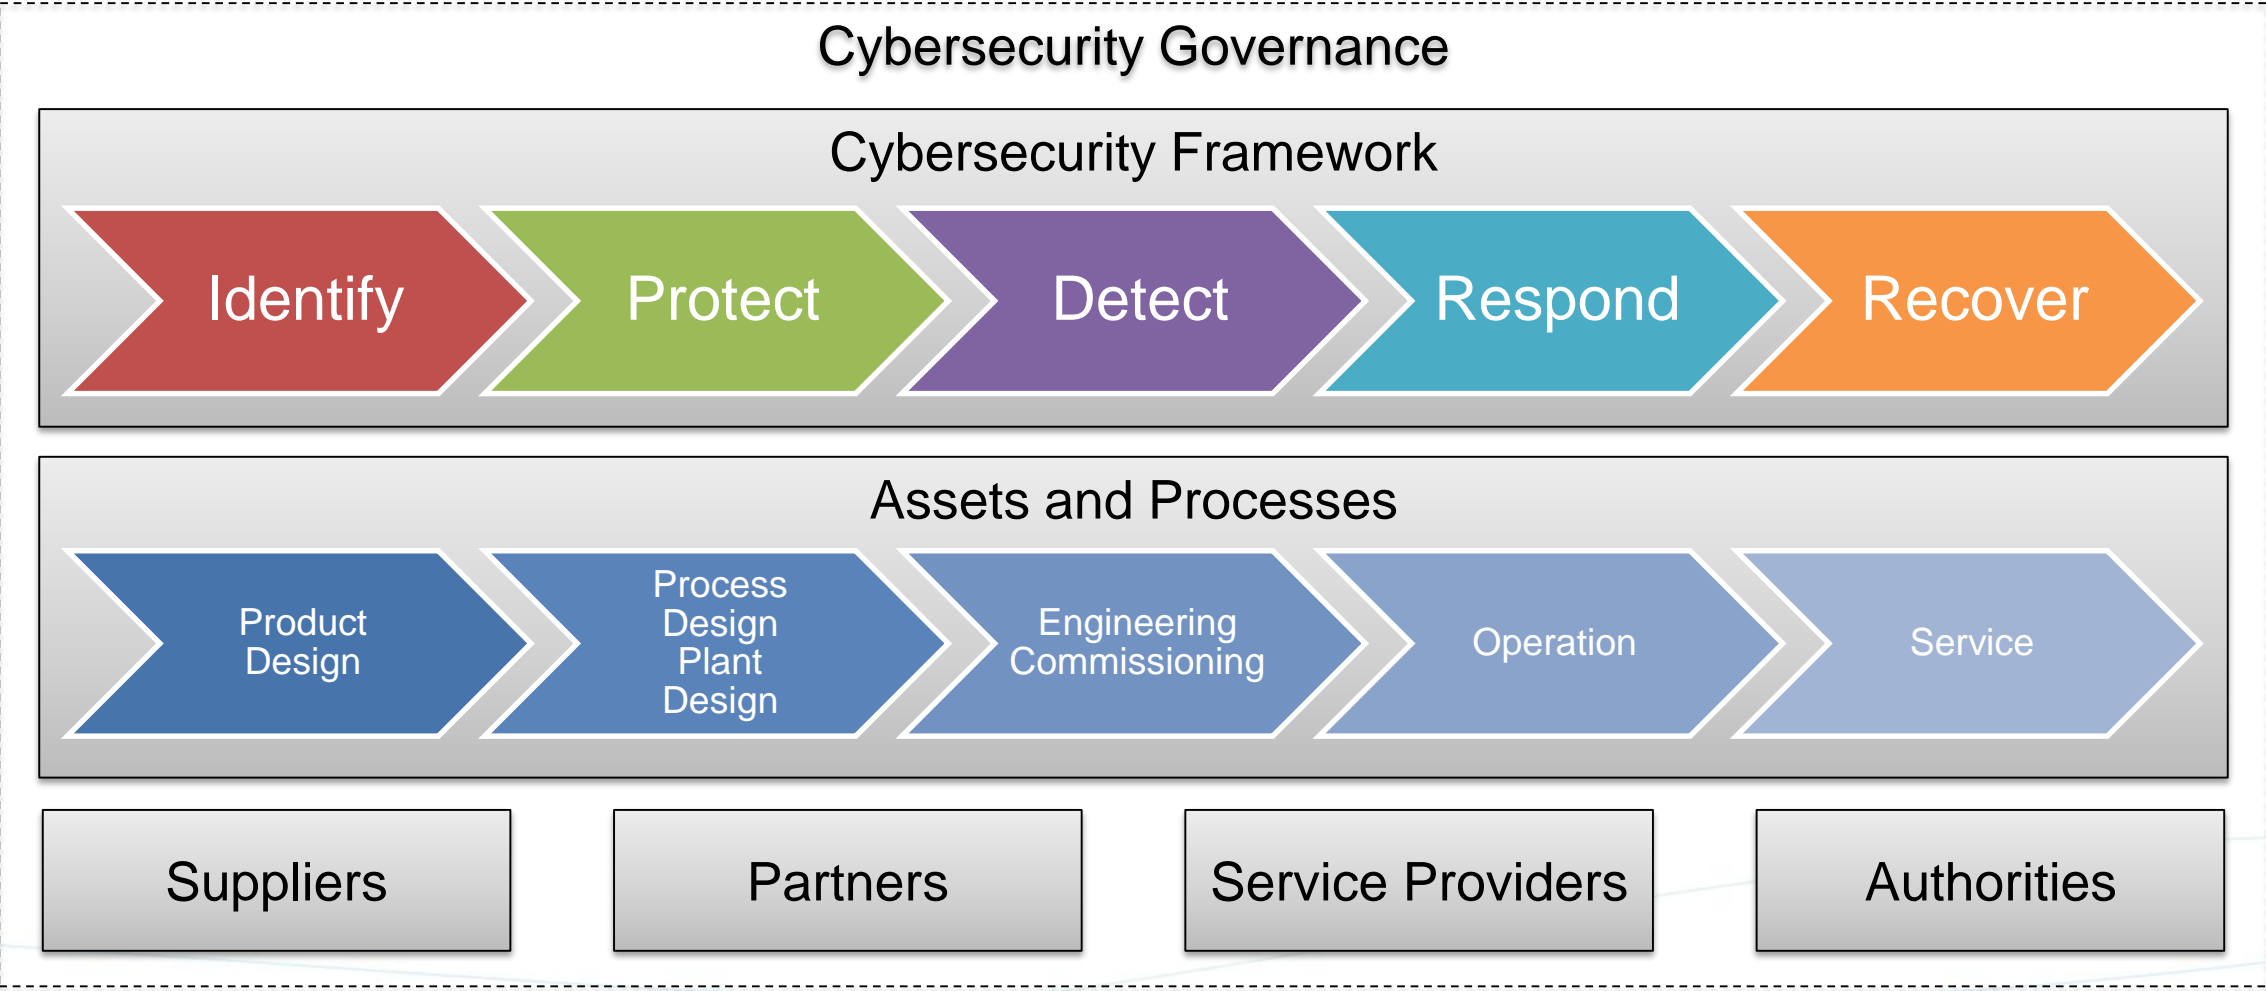 Cybersecurity Governance
Cybersecurity Framework
Identify
Protect
Detect
Respond
Recover
Assets and Processes
Product
Design
Process
Design
Plant
Design
Engineering
Commissioning
Operation
Service
Suppliers
Partners
Service Providers
Authorities